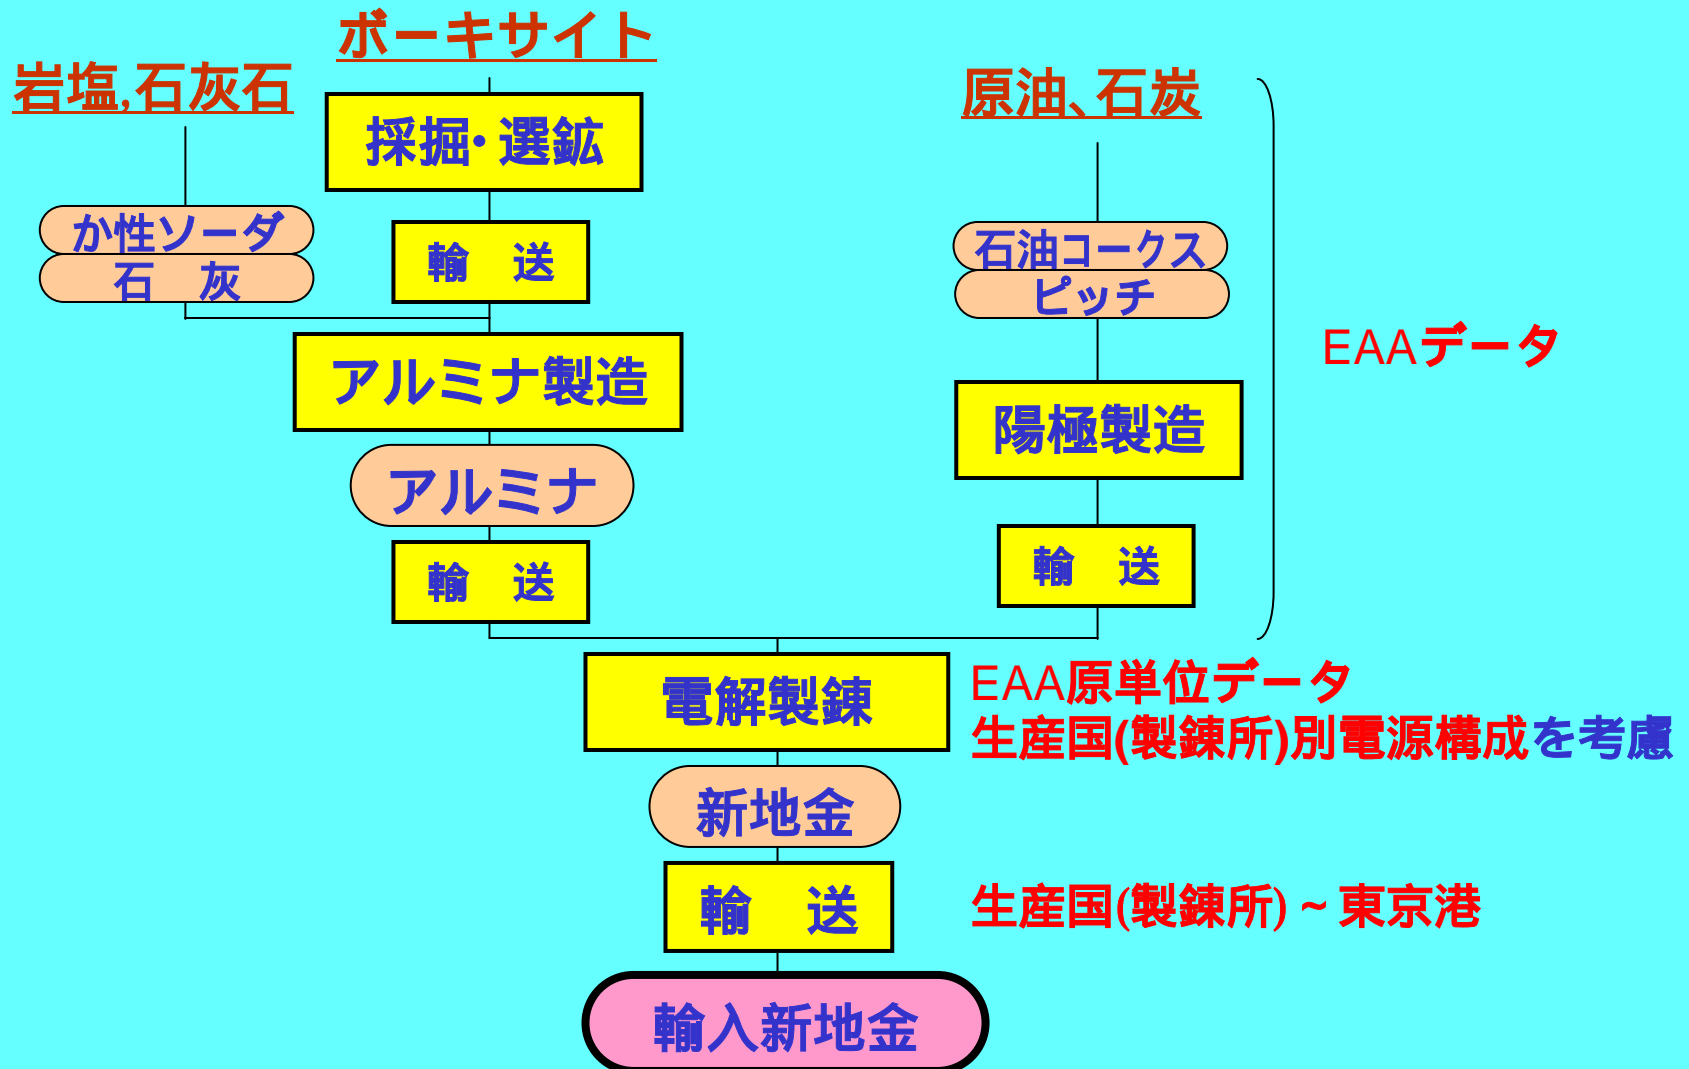 ボーキサイト
岩塩,石灰石
原油、石炭
採掘・選鉱
か性ソーダ
石　灰
輸　送
石油コークス
ピッチ
アルミナ製造
EAAデータ
陽極製造
アルミナ
輸　送
輸　送
電解製錬
EAA原単位データ
生産国(製錬所)別電源構成を考慮
新地金
輸　送
生産国(製錬所)~東京港
輸入新地金